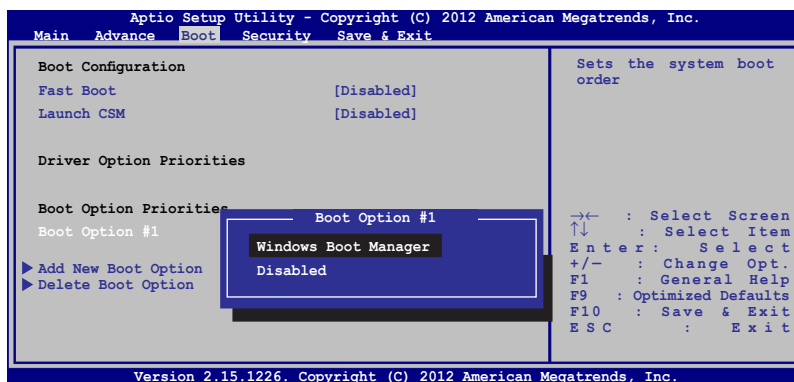 Aptio Setup Utility - Copyright (C) 2012 American Megatrends, Inc.
Main Advance Boot Security Save & Exit
Boot Configuration
Fast Boot [Disabled]
Launch CSM [Disabled]
Driver Option Priorities
Boot Option Priorities
Boot Option #1
Add New Boot Option
Delete Boot Option
Boot Option #1
Windows Boot Manager
Disabled
Sets the system boot
order
→← : Select Screen
↑↓ : Select Item
Enter: Select
+/— : Change Opt.
F1 : General Help
F9 : Optimized Defaults
F10 : Save & Exit
ESC : Exit
Version 2.15.1226. Copyright (C) 2012 American Megatrends, Inc.